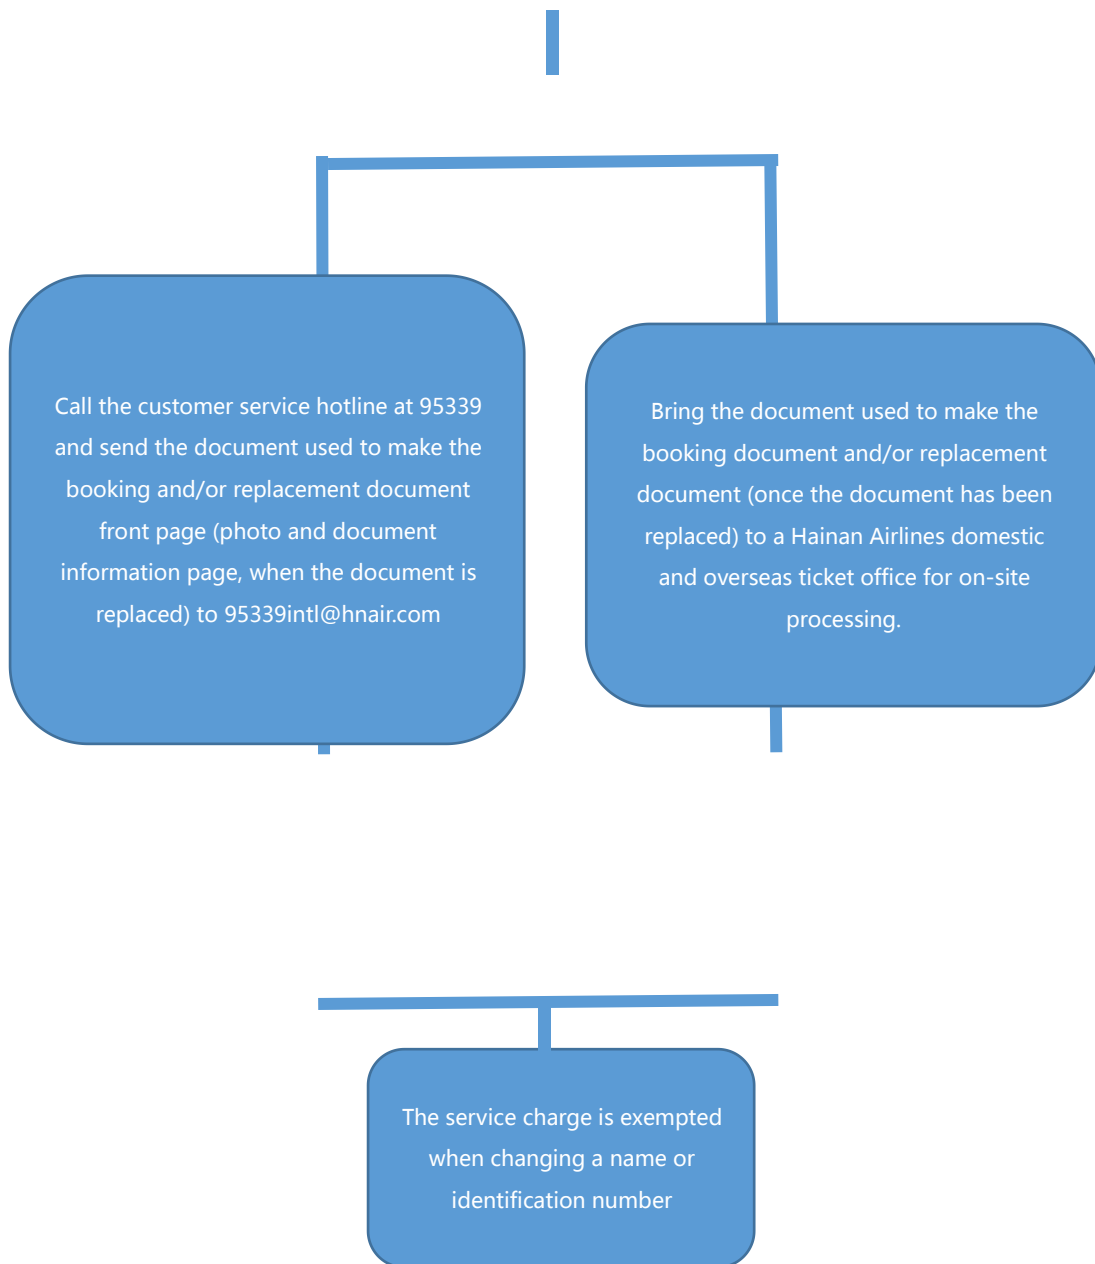 Call the customer service hotline at 95339
and send the document used to make the
booking and/or replacement document
front page (photo and document
information page, when the document is
replaced) to 95339intl@hnair.com
Bring the document used to make the
booking document and/or replacement
document (once the document has been
replaced) to a Hainan Airlines domestic
and overseas ticket office for on-site
processing.
The service charge is exempted
when changing a name or
identification number